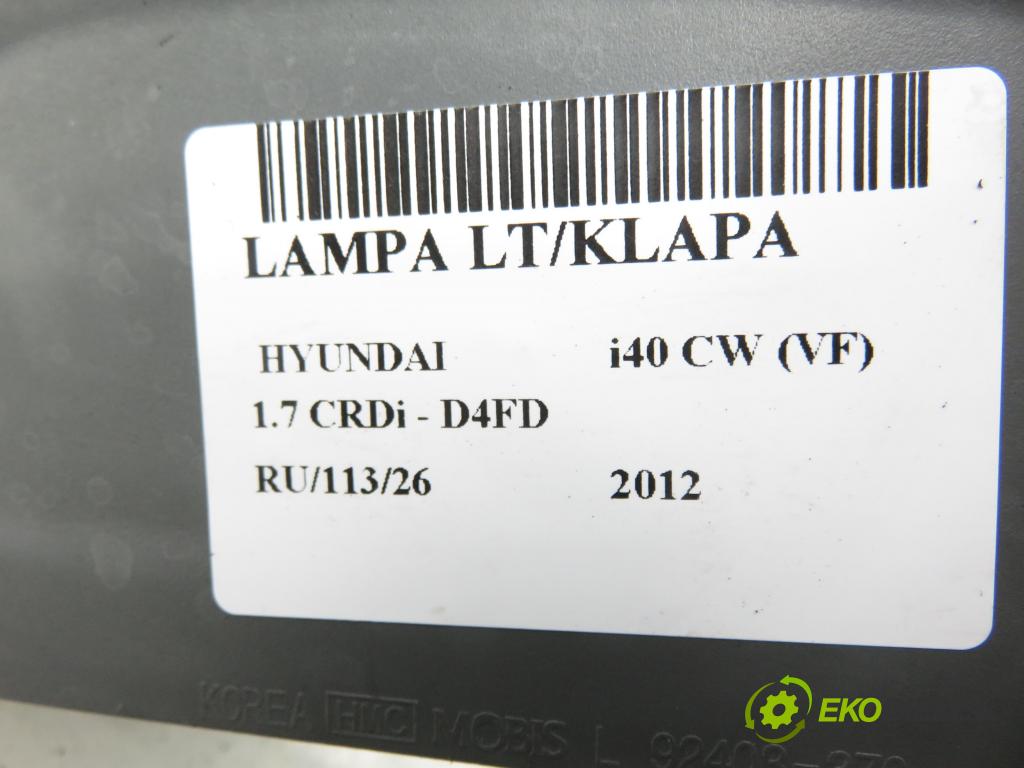 LAMPA LT/KLAPA
HYUNDAI i40 CW (VF)
1.7 CRDi - D4FD
RU/113/26 2012
KOREA HMC MOBIS L
EKO